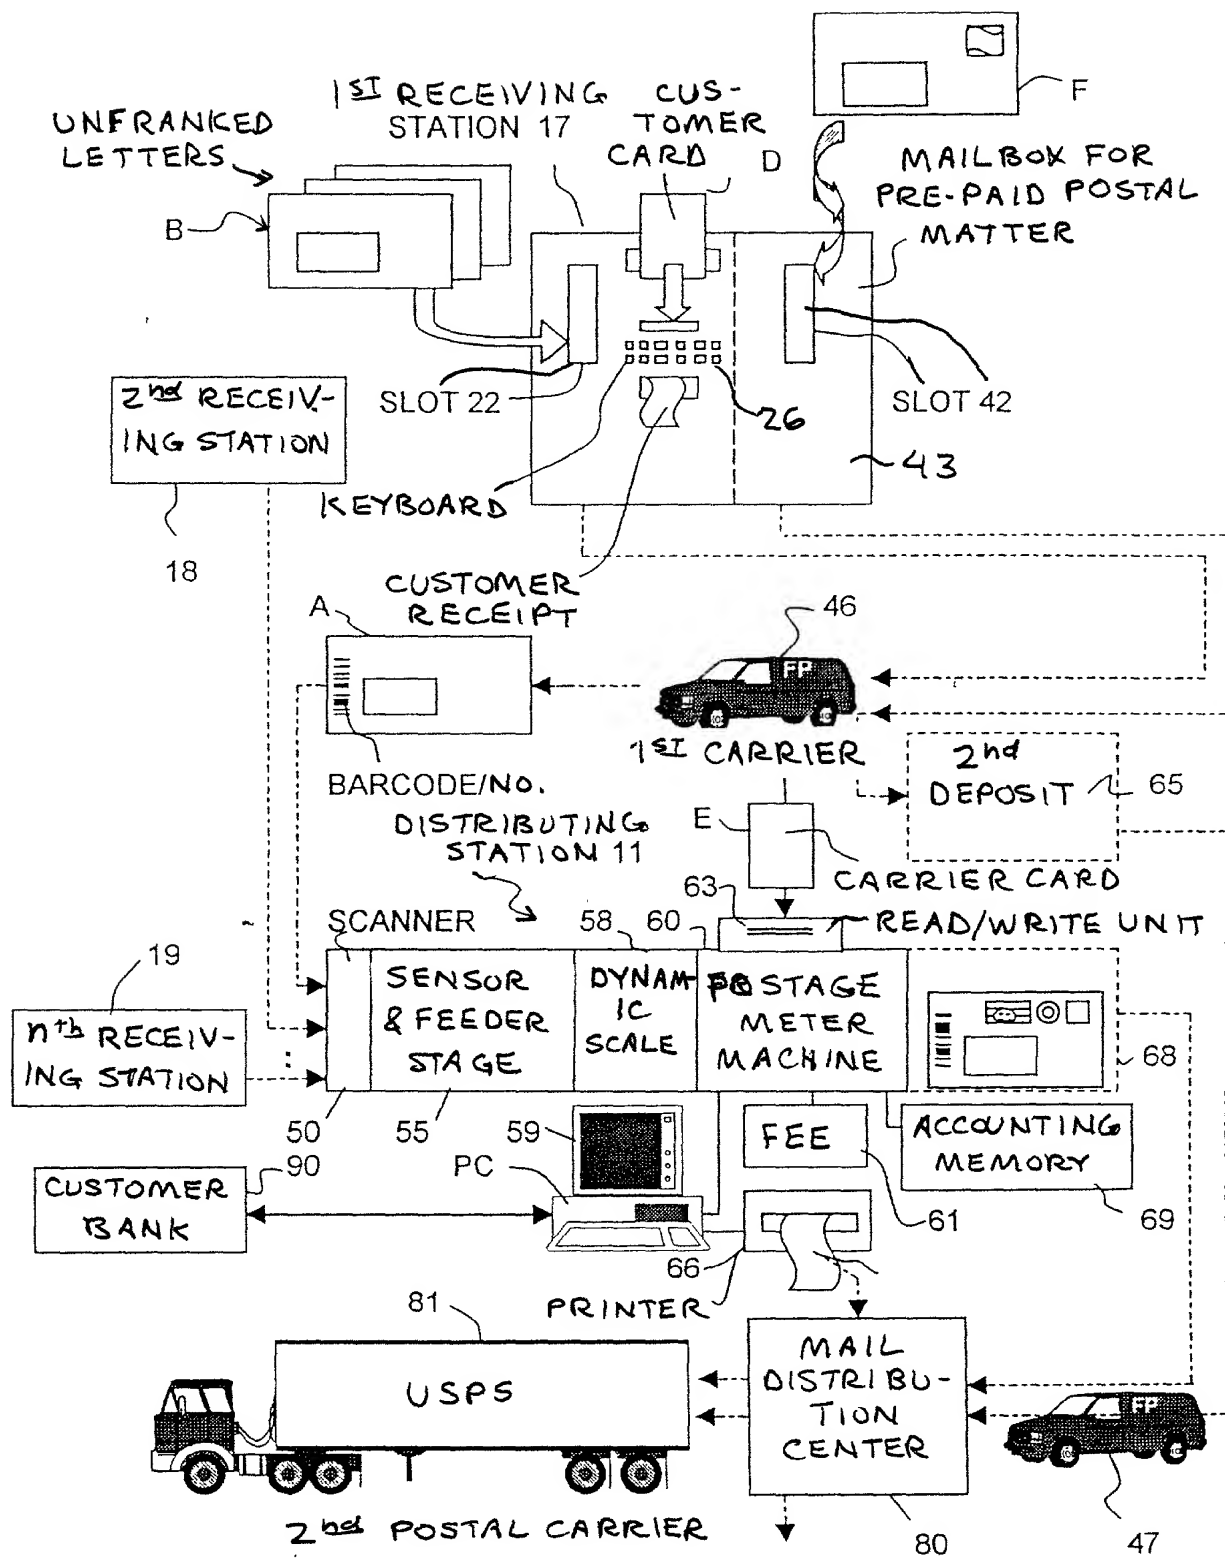 F
1ST RECEIVING
STATION 17
CUS-
TOMER
CARD
D
UNFRANKED
LETTERS
MAILBOX FOR
PRE-PAID POSTAL
MATTER
B
2nd RECEIV-
ING STATION
SLOT 22
26
SLOT 42
43
KEYBOARD
18
CUSTOMER
RECEIPT
A
46
FP
1ST CARRIER
2nd
DEPOSIT
65
BARCODE/NO.
DISTRIBUTING
STATION 11
E
CARRIER CARD
63
READ/WRITE UNIT
SCANNER
58
60
19
SENSOR
& FEEDER
STAGE
DYNAM-
IC
SCALE
POSTAGE
METER
MACHINE
nth RECEIV-
ING STATION
68
50
55
59
FEE
ACCOUNTING
MEMORY
90
PC
CUSTOMER
BANK
61
69
66
PRINTER
81
USPS
MAIL
DISTRIBU-
TION
CENTER
FP
2nd POSTAL CARRIER
80
47